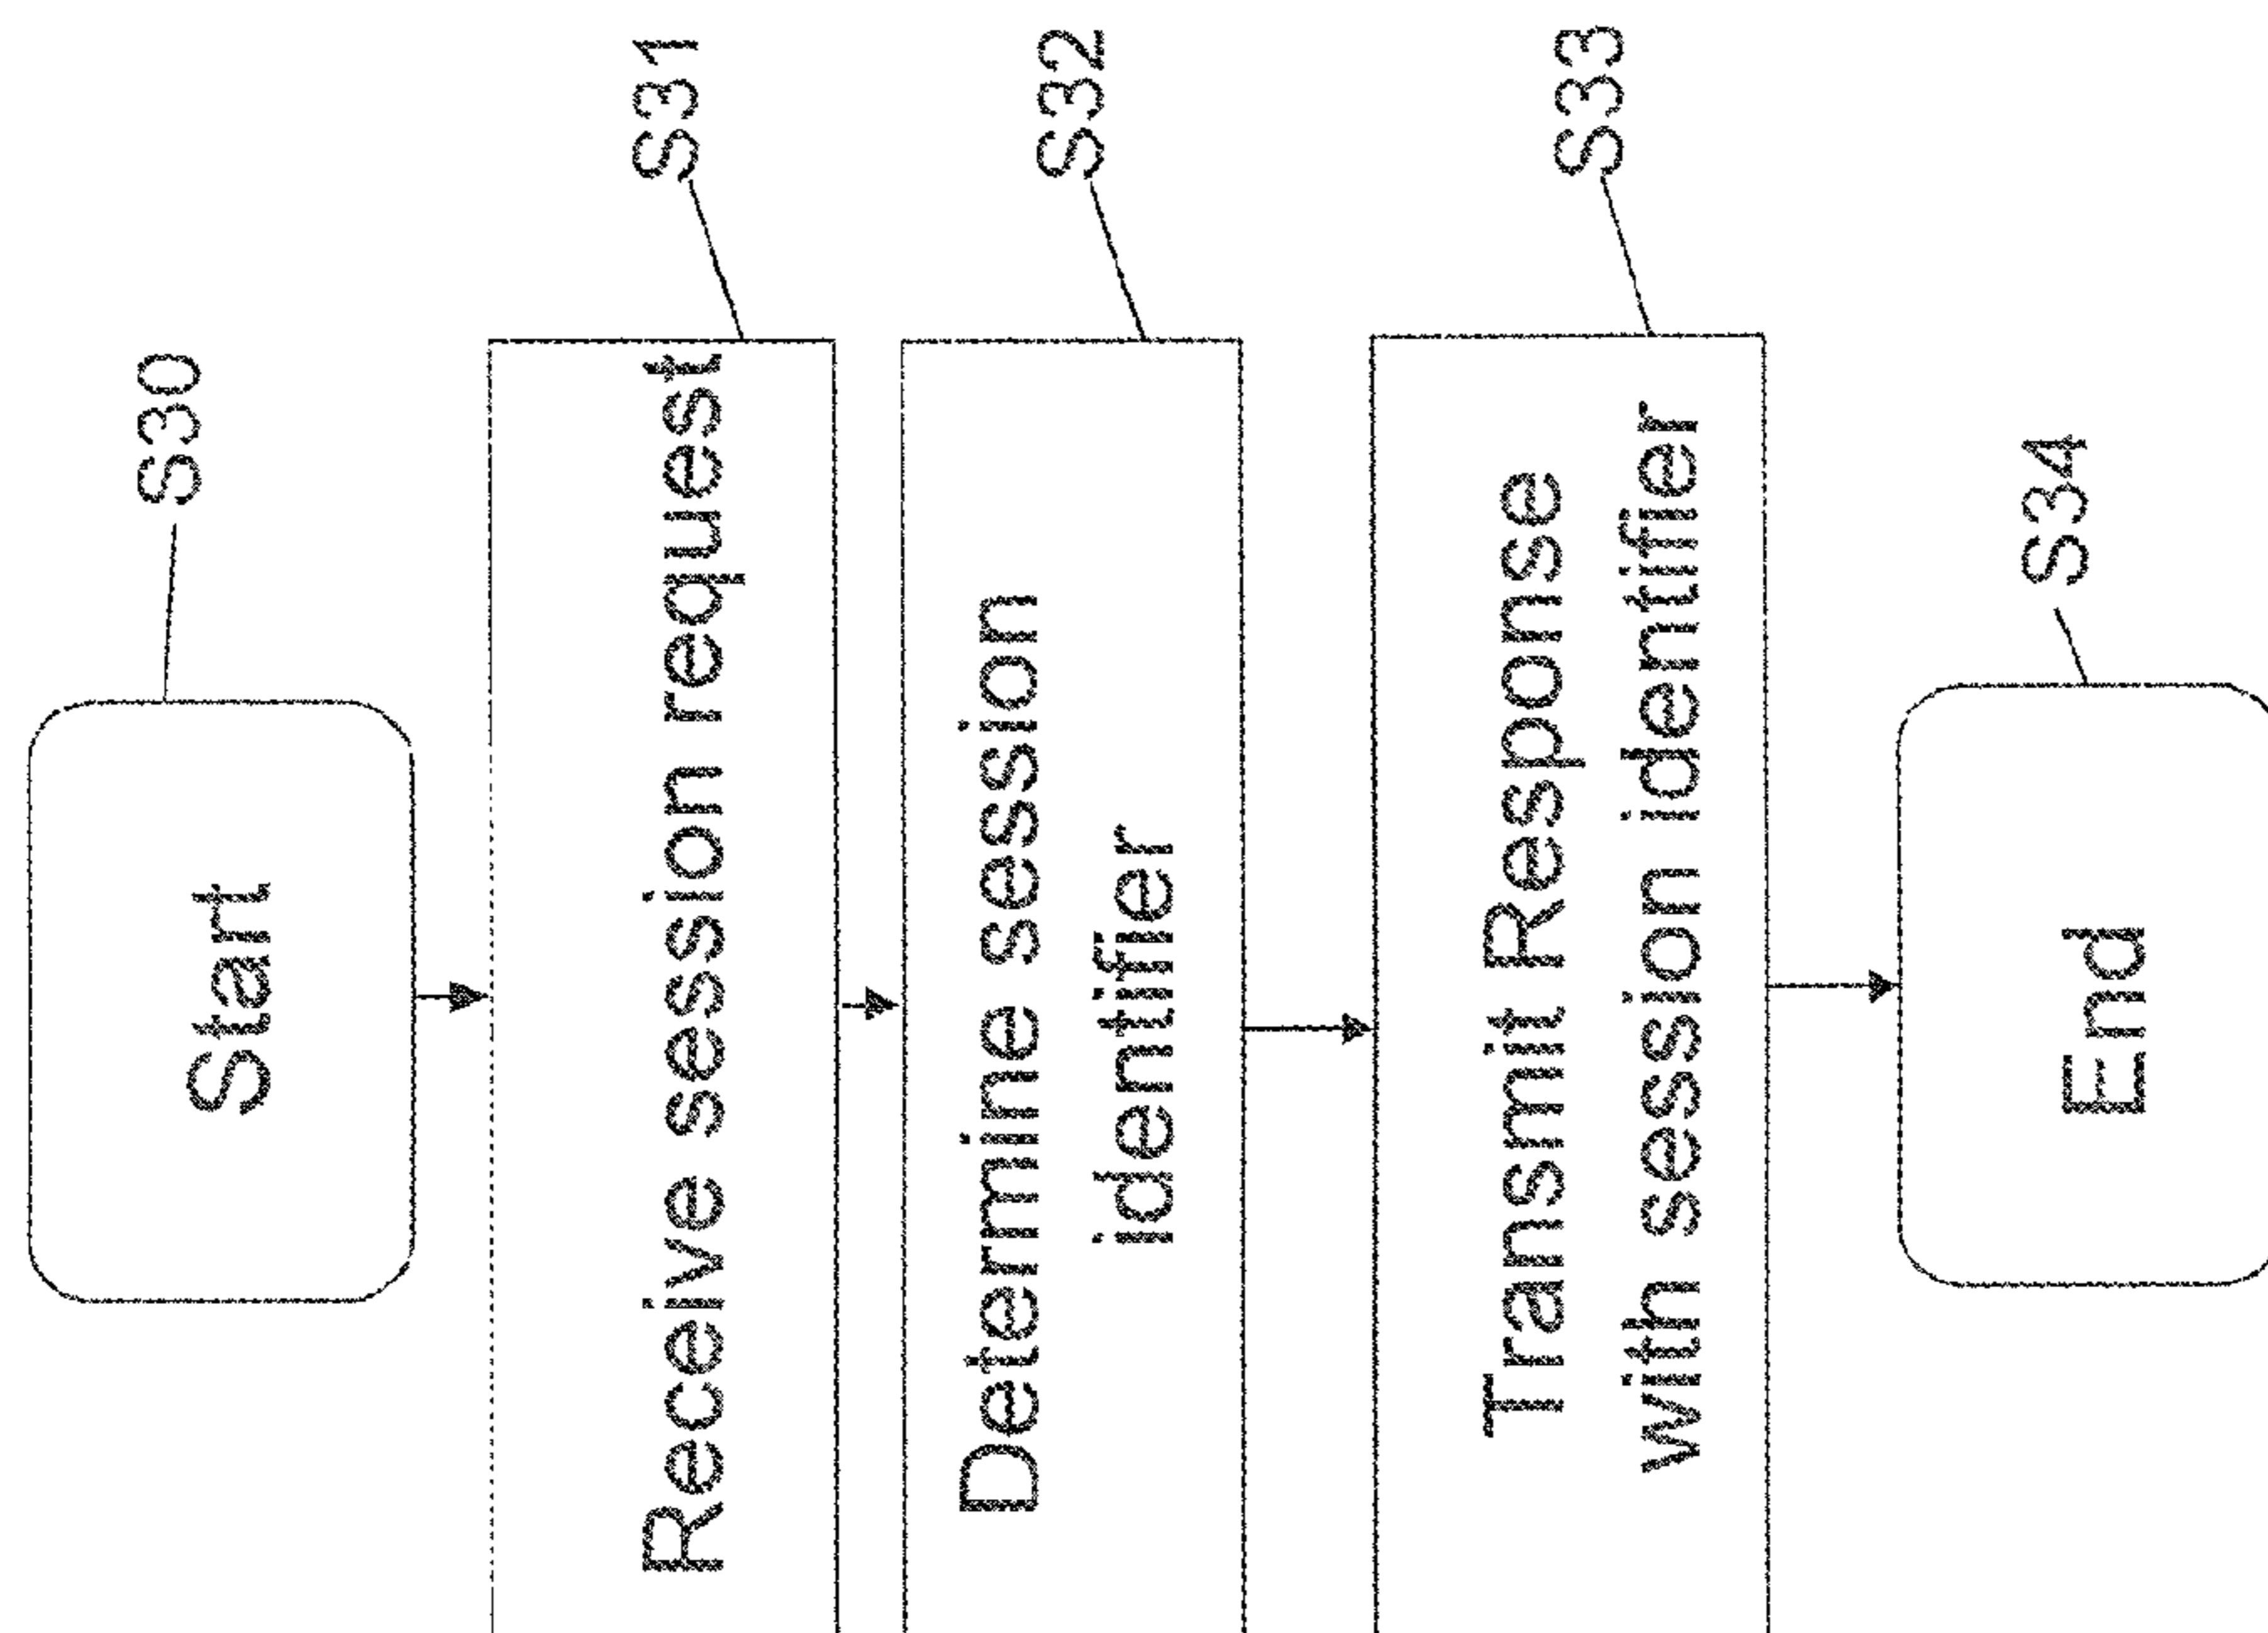 Start
S30
Receive session request
S31
Determine session
identifier
S32
Transmit Response
with session identifier
S33
End
S34